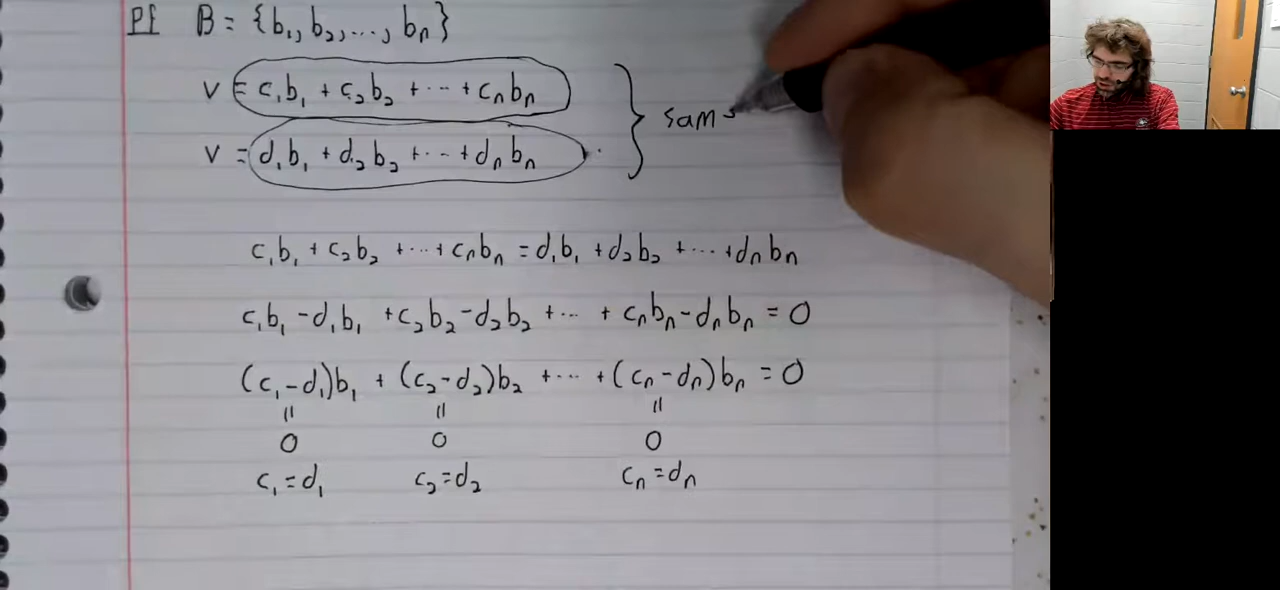 Pf B = {b₁, b₂, ..., bₙ}
v = c₁b₁ + c₂b₂ + ... + cₙbₙ
v = d₁b₁ + d₂b₂ + ... + dₙbₙ } sam
c₁b₁ + c₂b₂ + ... + cₙbₙ = d₁b₁ + d₂b₂ + ... + dₙbₙ
c₁b₁ - d₁b₁ + c₂b₂ - d₂b₂ + ... + cₙbₙ - dₙbₙ = 0
(c₁ - d₁)b₁ + (c₂ - d₂)b₂ + ... + (cₙ - dₙ)bₙ = 0
= = =
0 0 0
c₁ = d₁ c₂ = d₂ cₙ = dₙ